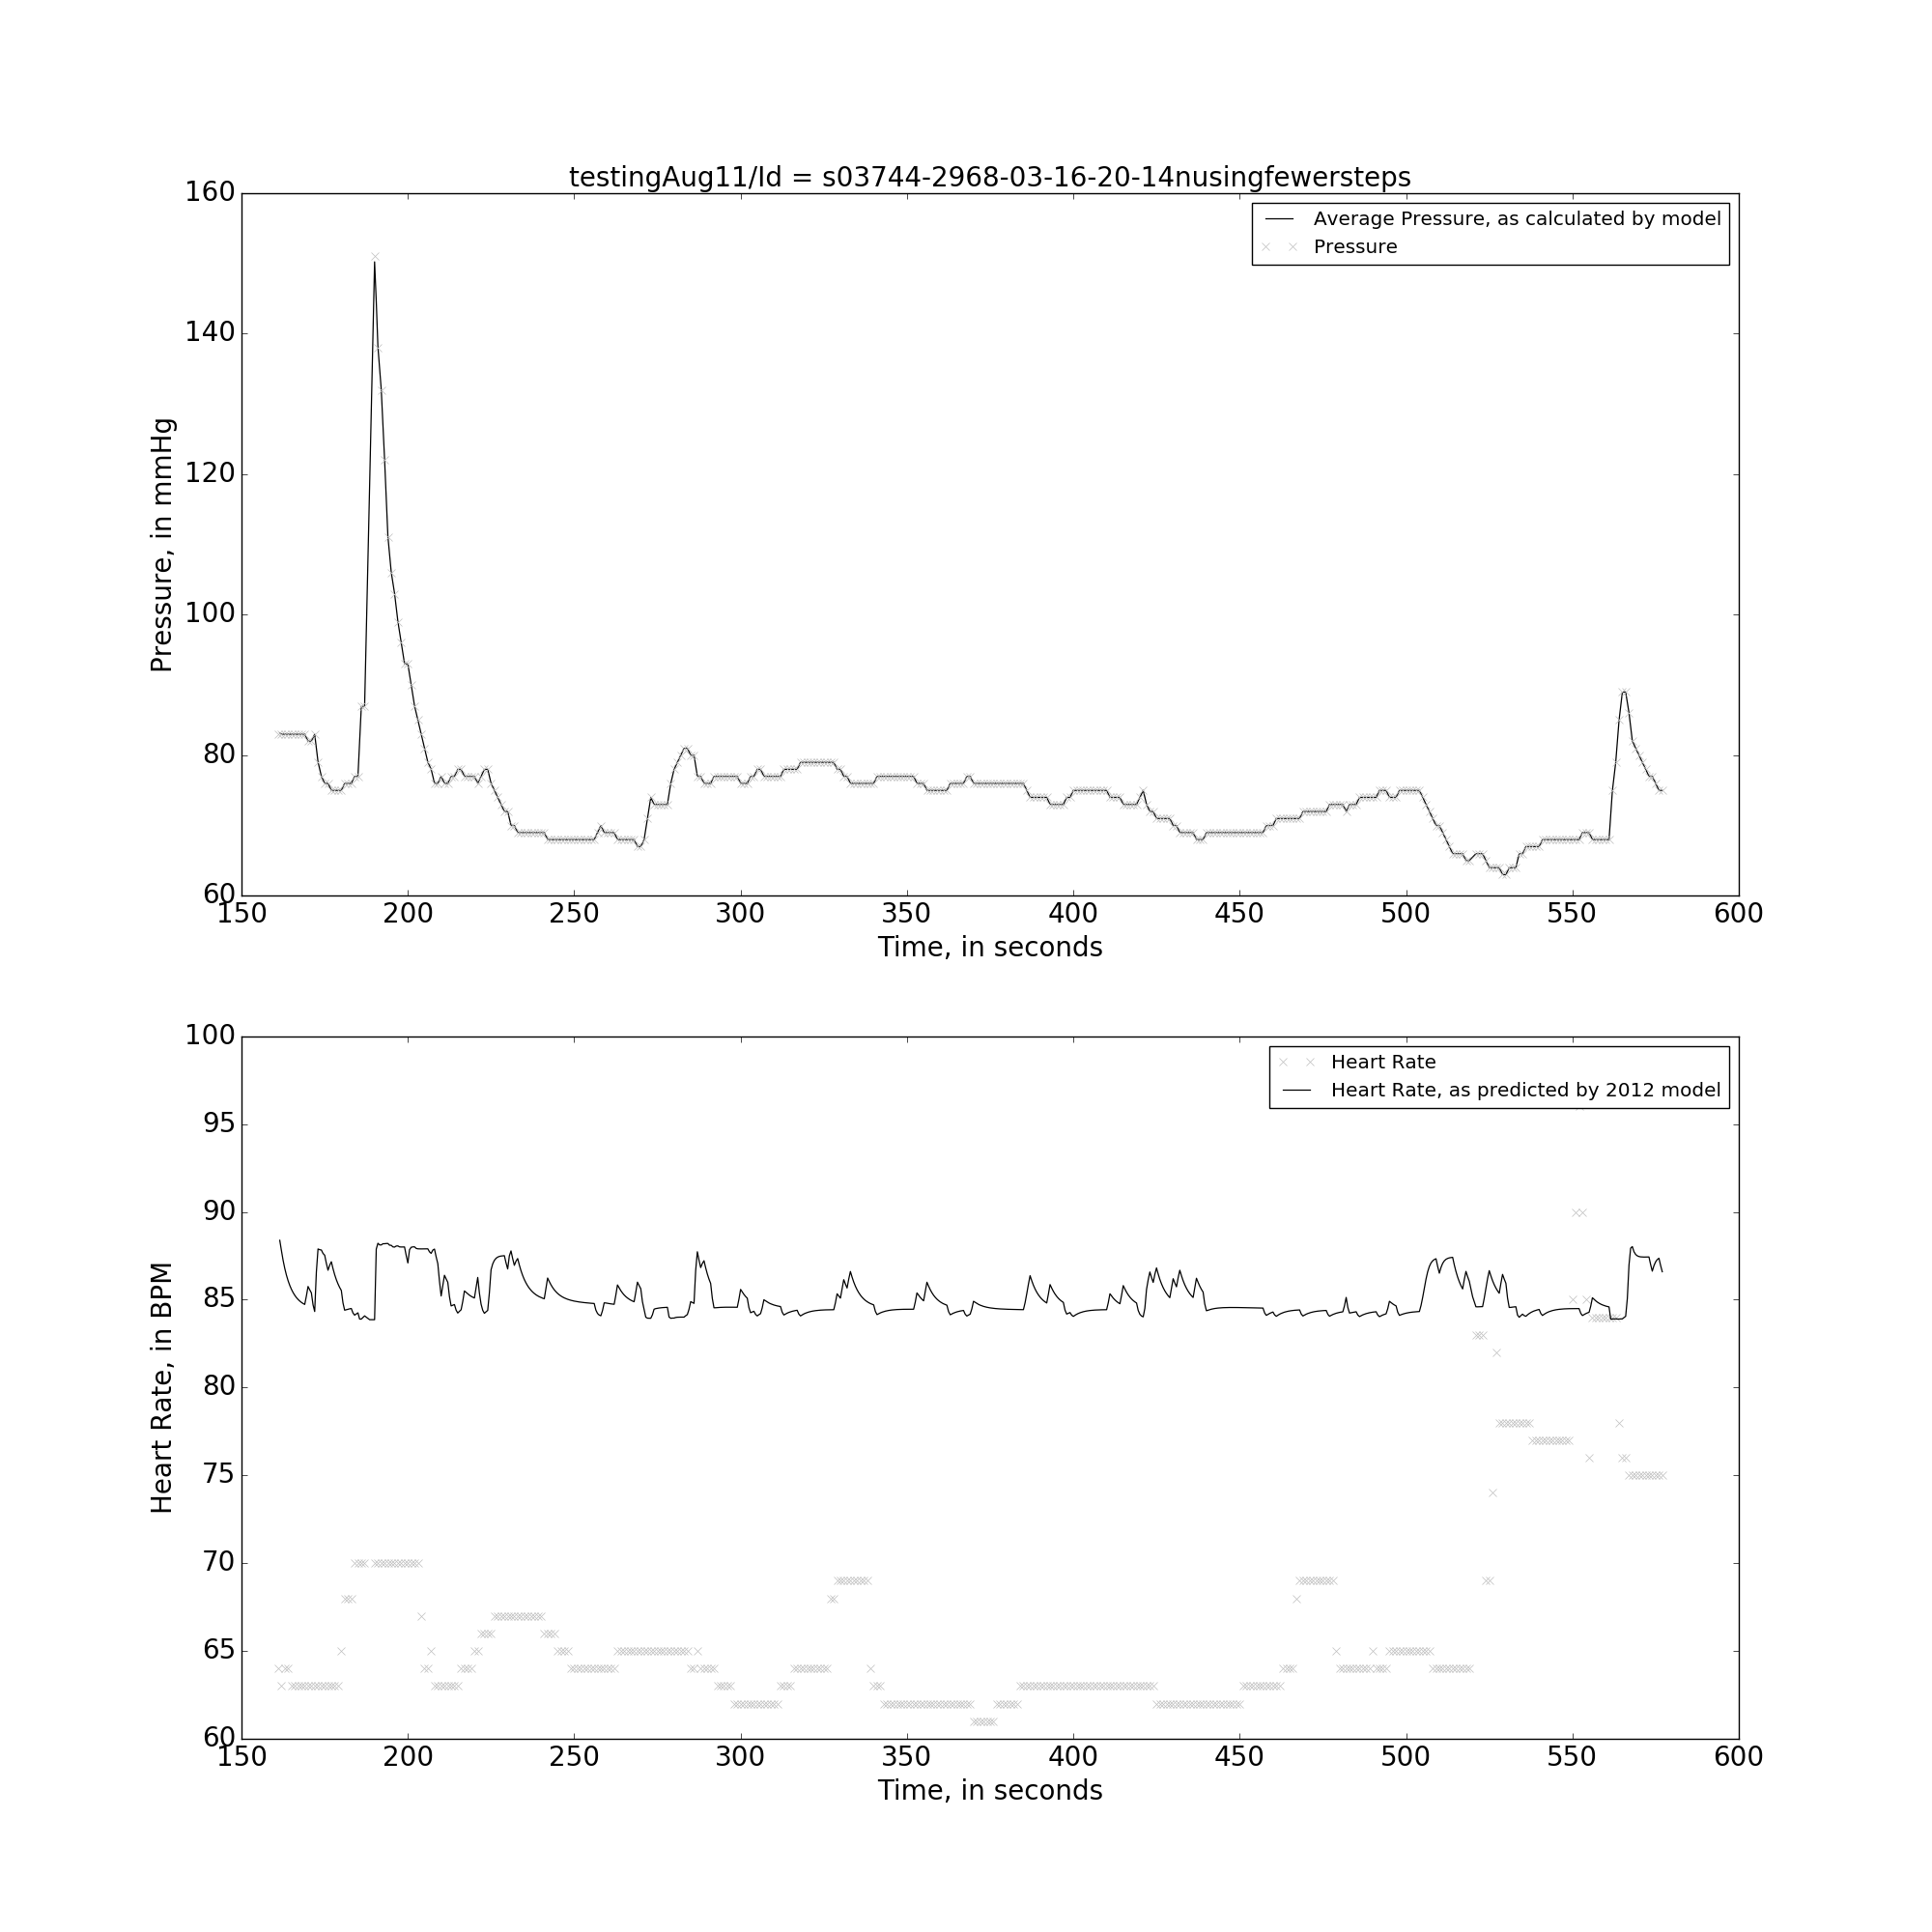 testingAug11/Id = s03744-2968-03-16-20-14nusingfewersteps
160
140
120
100
80
60
Pressure, in mmHg
Average Pressure, as calculated by model
Pressure
150 200 250 300 350 400 450 500 550 600
Time, in seconds
100
95
90
85
80
75
70
65
60
Heart Rate, in BPM
Heart Rate
Heart Rate, as predicted by 2012 model
150 200 250 300 350 400 450 500 550 600
Time, in seconds